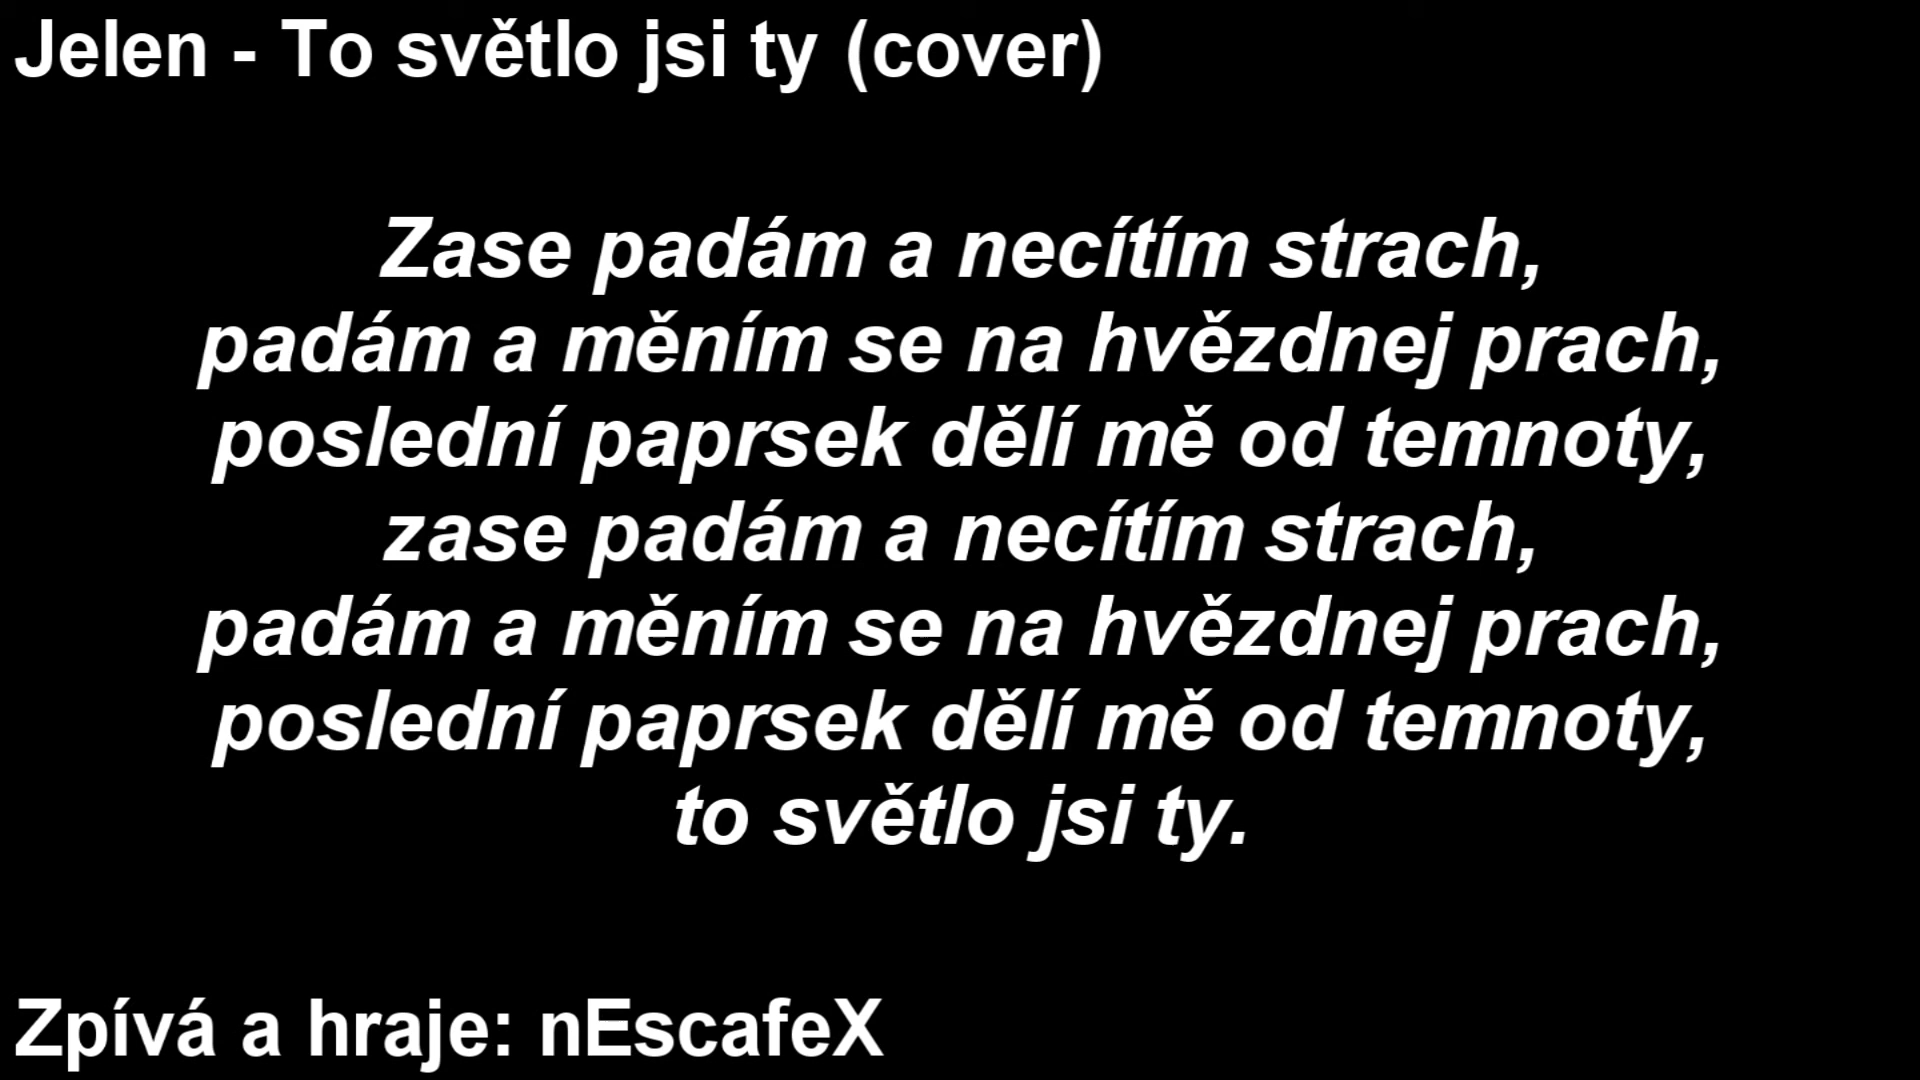 Jelen - To světlo jsi ty (cover)
Zase padám a necítím strach,
padám a měním se na hvězdnej prach,
poslední paprsek dělí mě od temnoty,
zase padám a necítím strach,
padám a měním se na hvězdnej prach,
poslední paprsek dělí mě od temnoty,
to světlo jsi ty.
Zpívá a hraje: nEscafeX